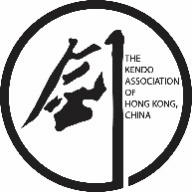 THE
KENDO
ASSOCIATION
OF
HONG KONG,
CHINA